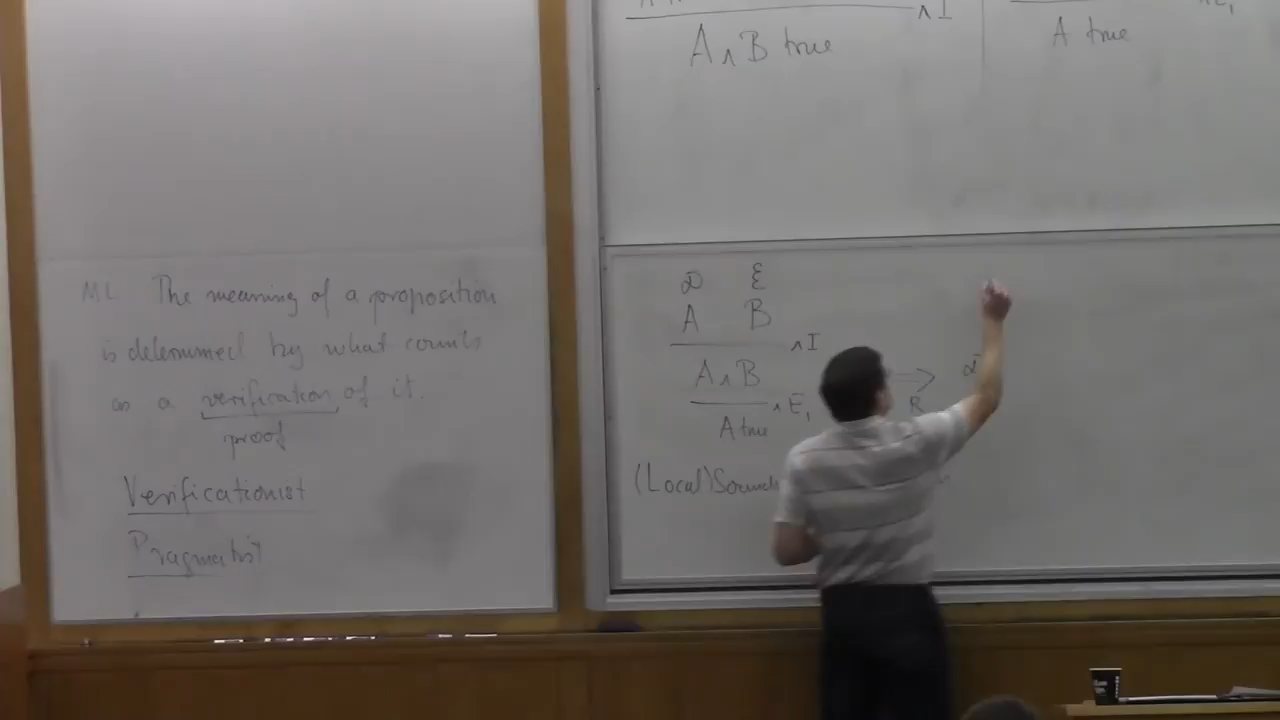 ML The meaning of a proposition
is determined by what counts
as a verification of it.
proof
Verificationist
Pragmatist
∧I
A∧B true
A true
𝒟 ℰ
A B
∧I
A∧B
∧E₁
A true
⇒
R
𝒟
(Local)